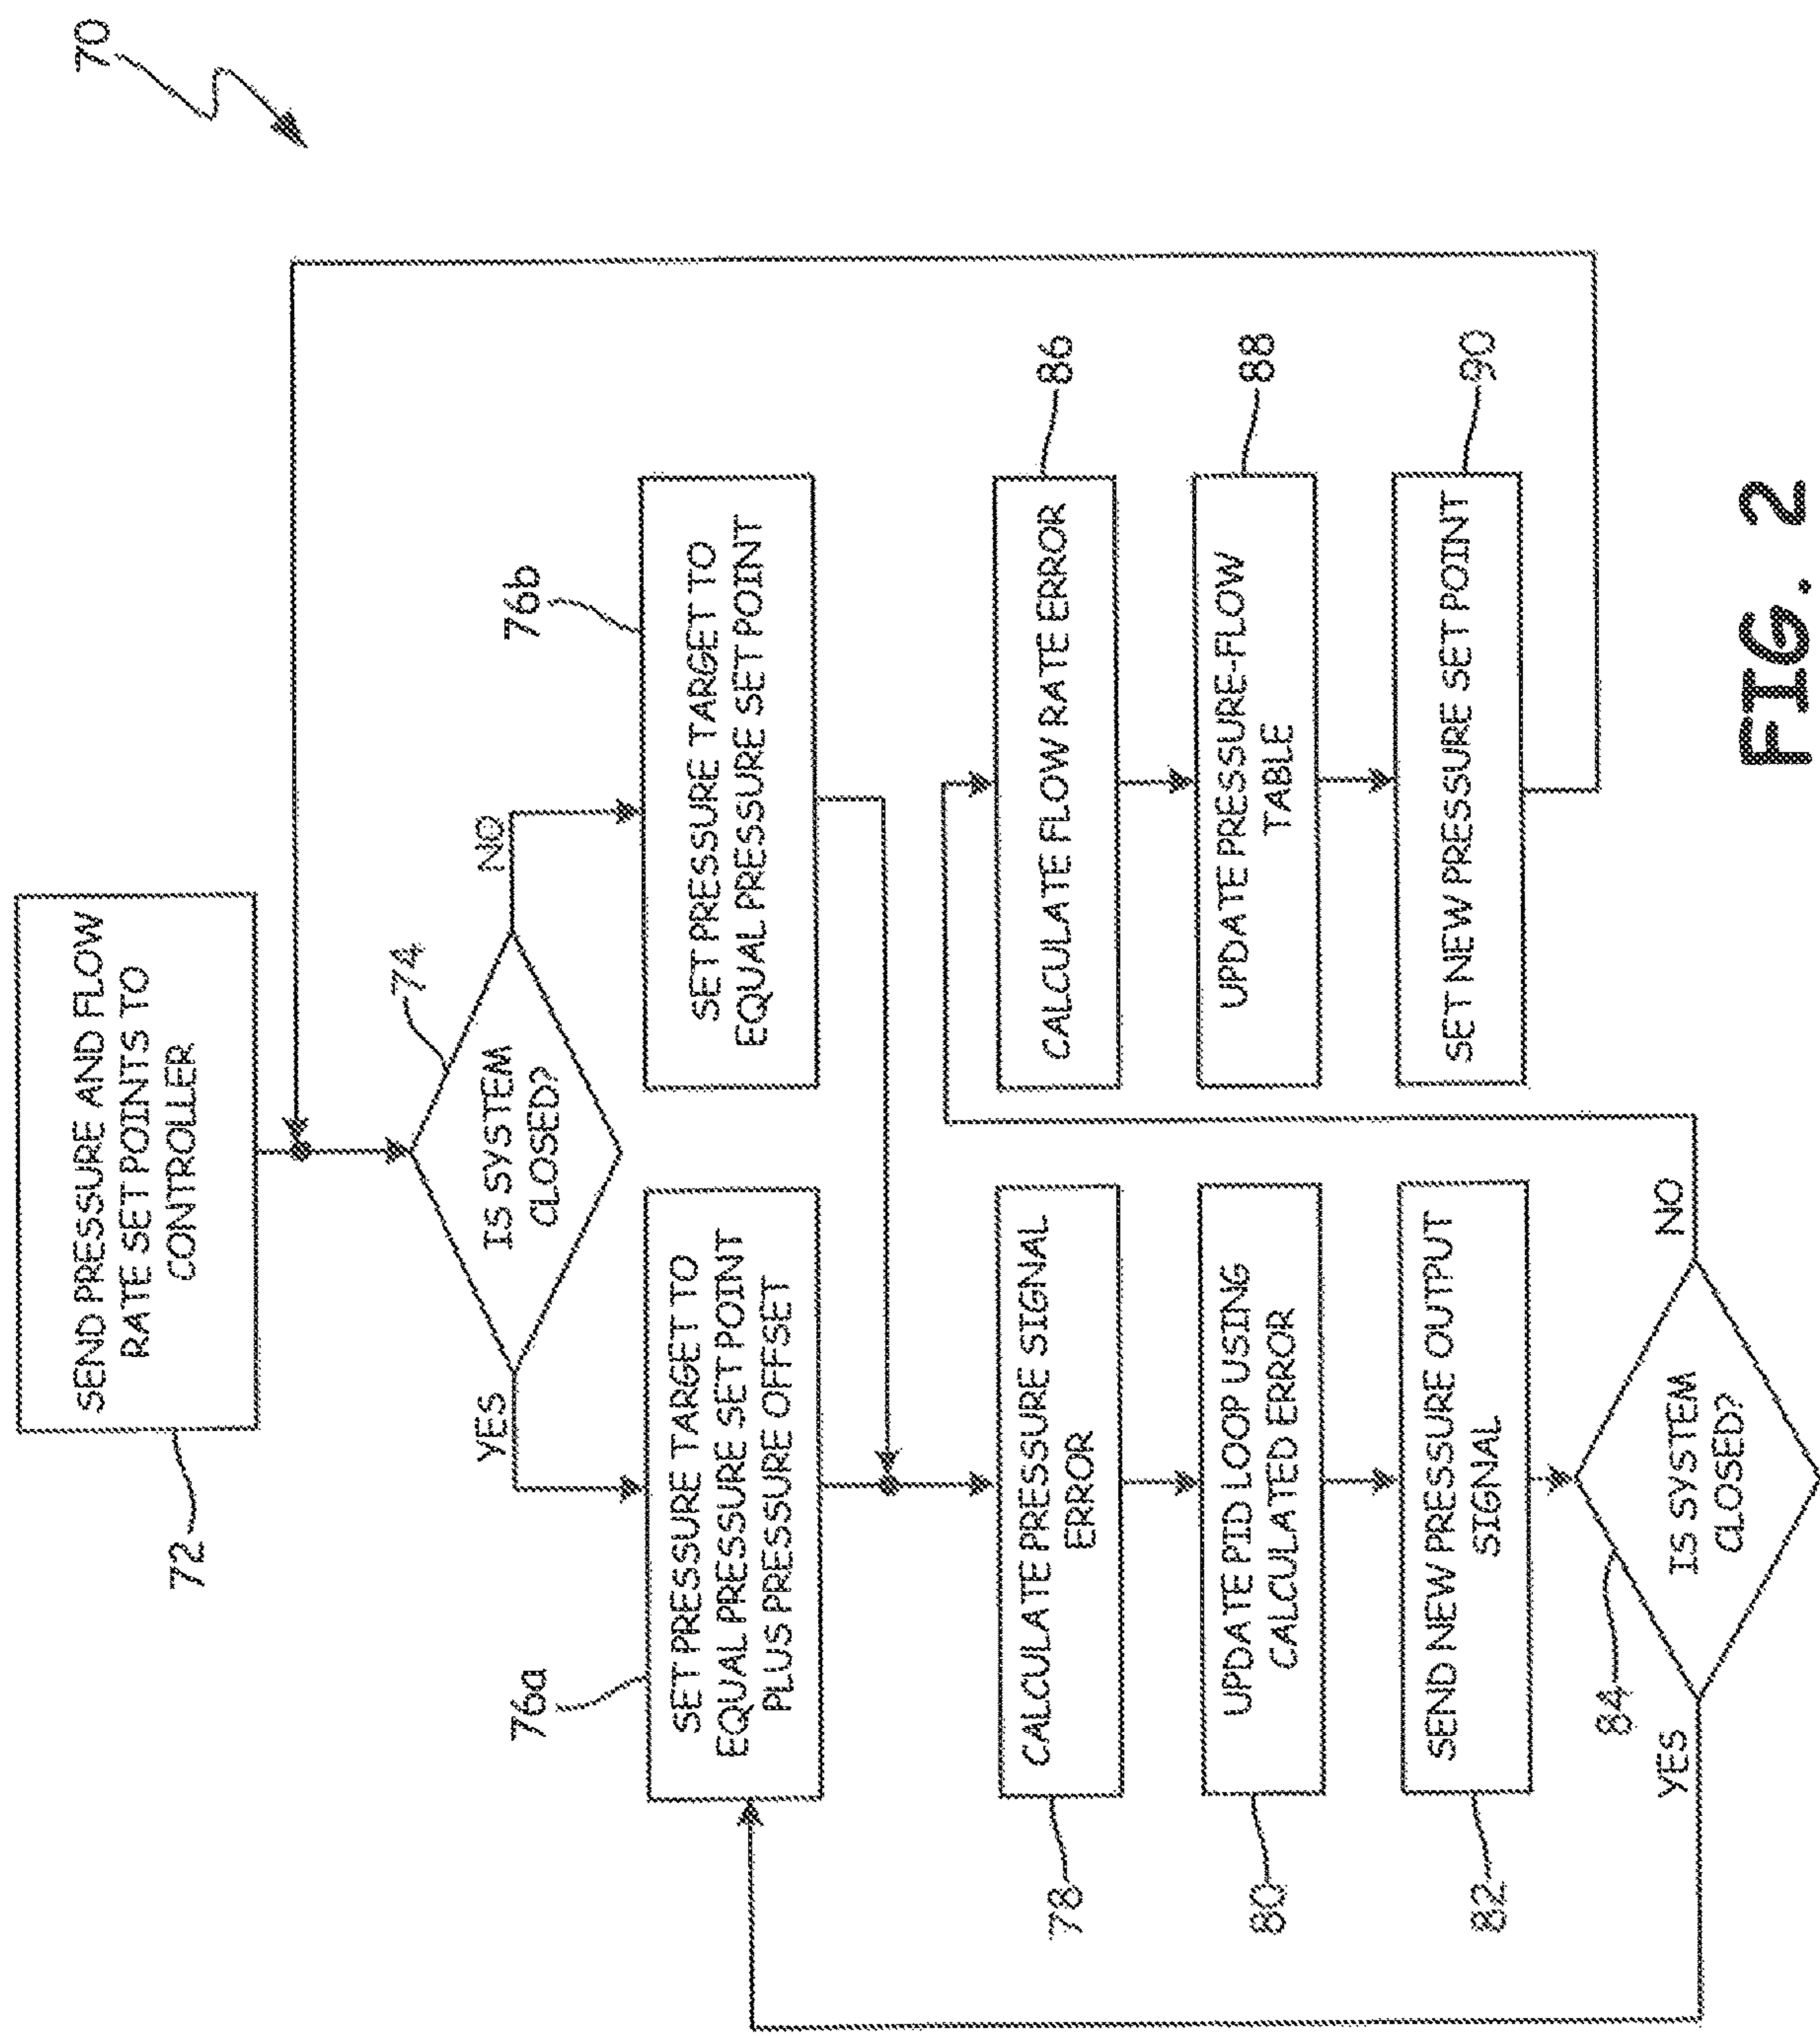 70
SEND PRESSURE AND FLOW
RATE SET POINTS TO
CONTROLLER
72
74
IS SYSTEM
CLOSED?
YES
NO
76a
SET PRESSURE TARGET TO
EQUAL PRESSURE SET POINT
PLUS PRESSURE OFFSET
76b
SET PRESSURE TARGET TO
EQUAL PRESSURE SET POINT
CALCULATE PRESSURE SIGNAL
ERROR
78
UPDATE PID LOOP USING
CALCULATED ERROR
80
SEND NEW PRESSURE OUTPUT
SIGNAL
82
84
IS SYSTEM
CLOSED?
YES
NO
CALCULATE FLOW RATE ERROR
86
UPDATE PRESSURE-FLOW
TABLE
88
SET NEW PRESSURE SET POINT
90
FIG. 2